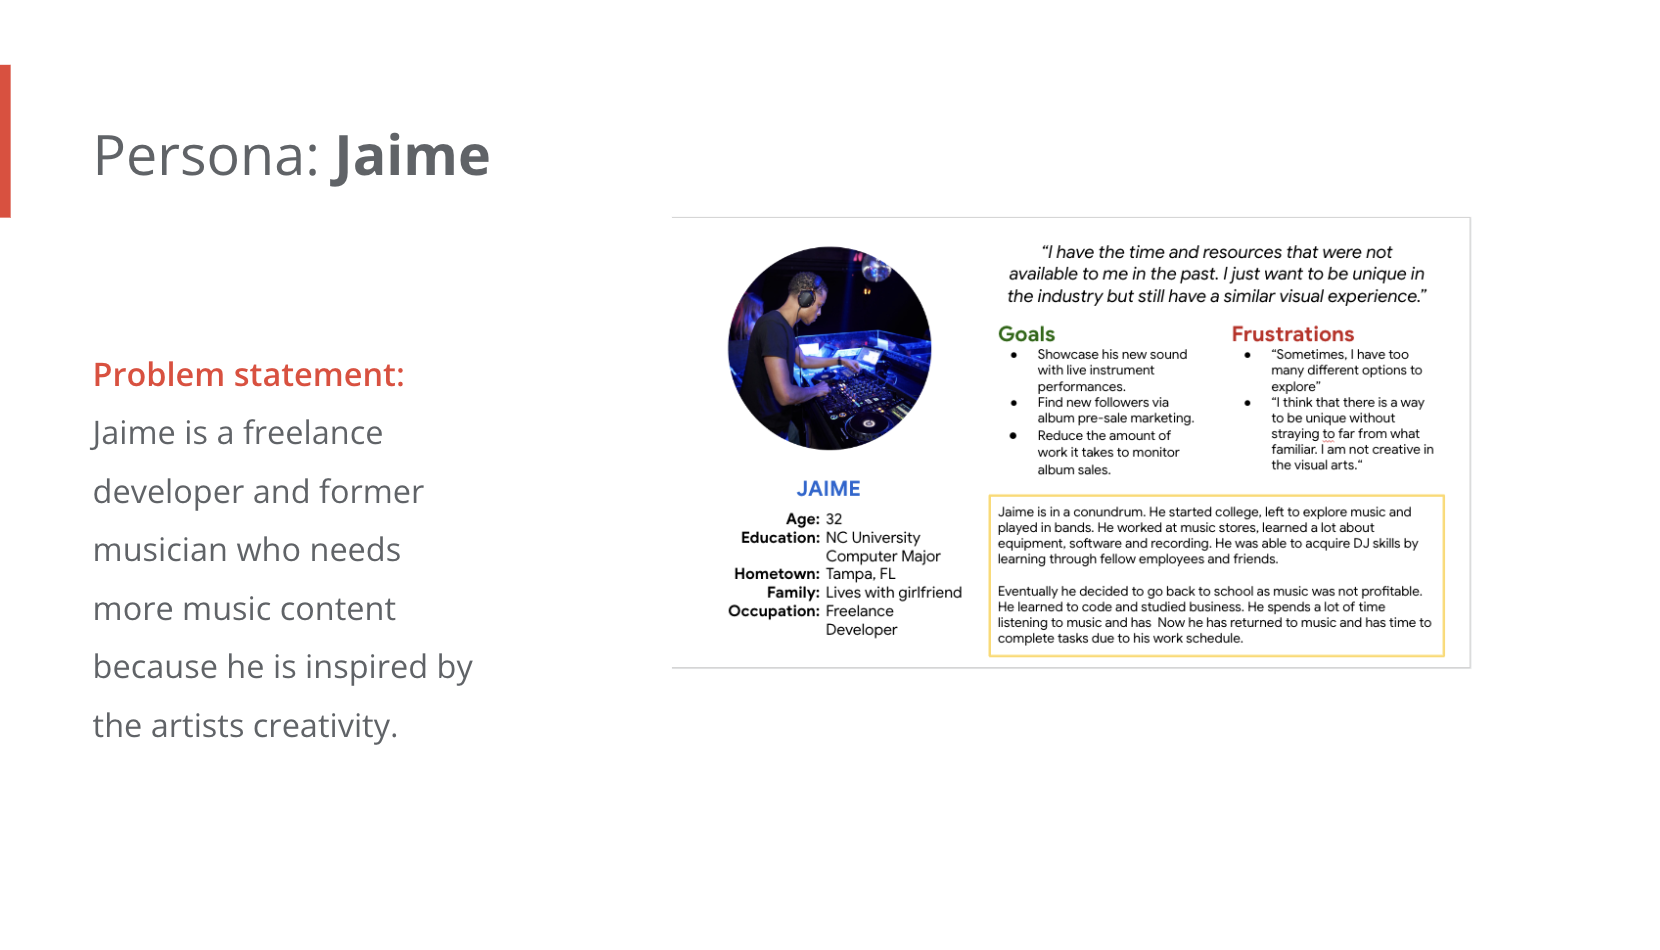 Persona: Jaime
Problem statement:
Jaime is a freelance
developer and former
musician who needs
more music content
because he is inspired by
the artists creativity.
JAIME
Age: 32
Education: NC University
Computer Major
Hometown: Tampa, FL
Family: Lives with girlfriend
Occupation: Freelance
Developer
“I have the time and resources that were not
available to me in the past. I just want to be unique in
the industry but still have a similar visual experience.”
Goals
● Showcase his new sound
with live instrument
performances.
● Find new followers via
album pre-sale marketing.
● Reduce the amount of
work it takes to monitor
album sales.
Frustrations
● “Sometimes, I have too
many different options to
explore”
● “I think that there is a way
to be unique without
straying to far from what
familiar. I am not creative in
the visual arts.“
Jaime is in a conundrum. He started college, left to explore music and
played in bands. He worked at music stores, learned a lot about
equipment, software and recording. He was able to acquire DJ skills by
learning through fellow employees and friends.
Eventually he decided to go back to school as music was not profitable.
He learned to code and studied business. He spends a lot of time
listening to music and has  Now he has returned to music and has time to
complete tasks due to his work schedule.